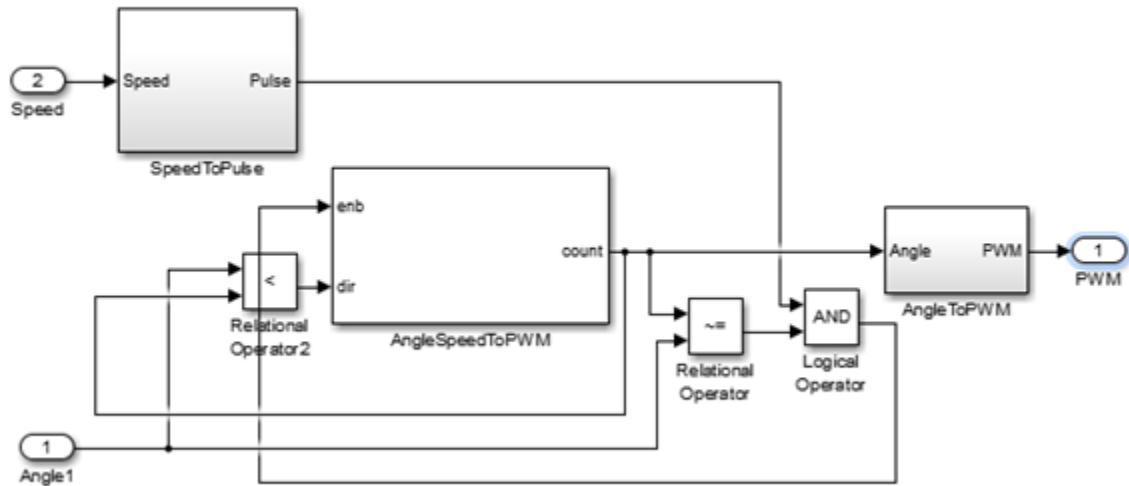 2
Speed
Speed
Pulse
SpeedToPulse
enb
dir
count
AngleSpeedToPWM
<
Relational
Operator2
~=
Relational
Operator
AND
Logical
Operator
Angle
PWM
AngleToPWM
1
PWM
1
Angle1